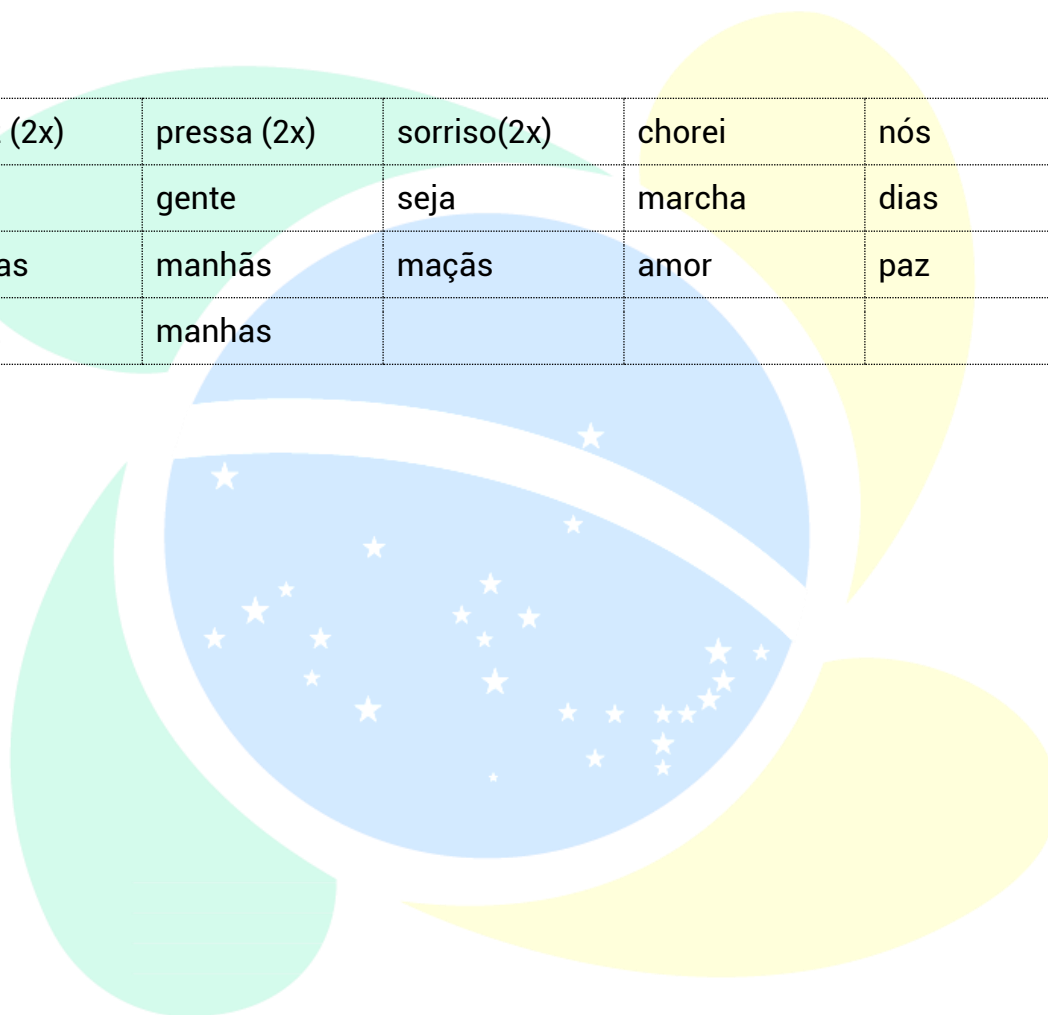 (2x) pressa (2x) sorriso(2x) chorei nós
gente seja marcha dias
manhãs maçãs amor paz
manhas